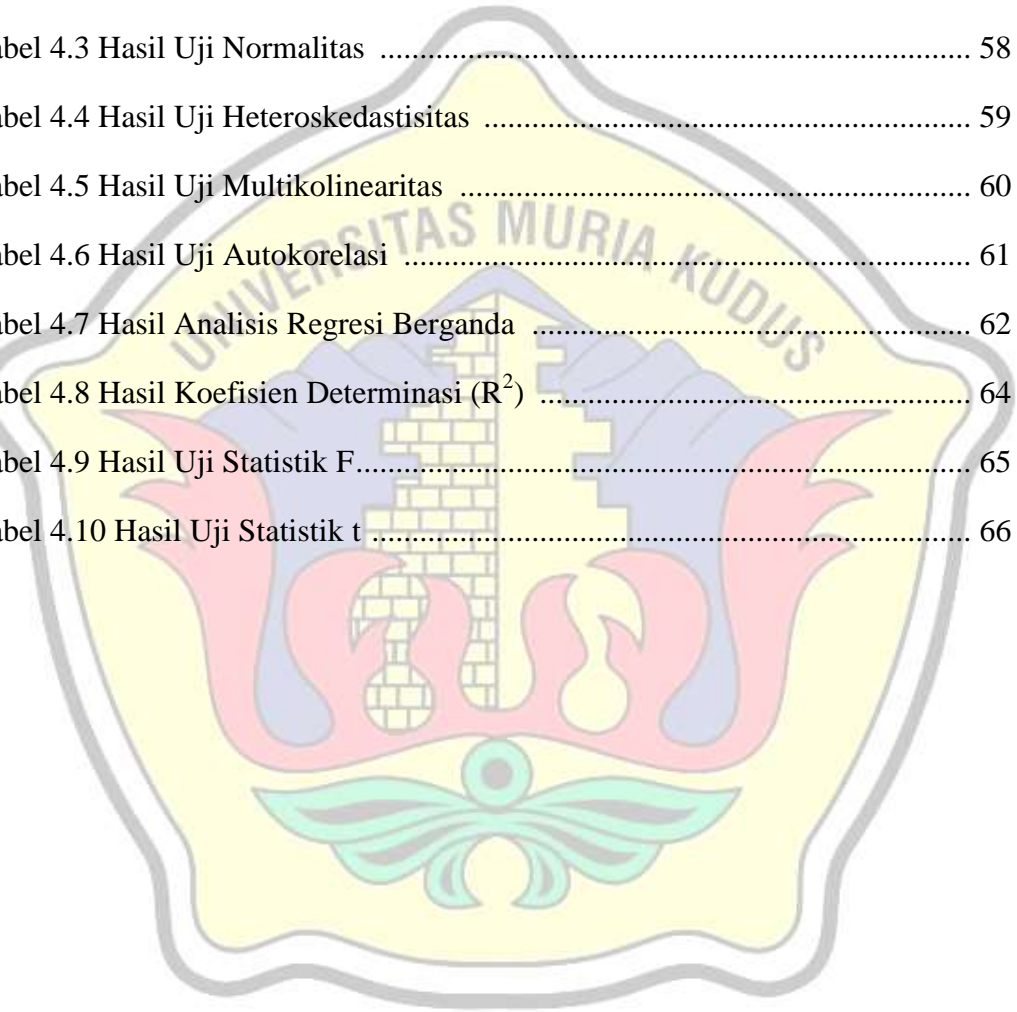 abel 4.3 Hasil Uji Normalitas ........................................................................ 58
abel 4.4 Hasil Uji Heteroskedastisitas ........................................................... 59
abel 4.5 Hasil Uji Multikolinearitas .............................................................. 60
UNIVERSITAS MURIA KUDUS
abel 4.6 Hasil Uji Autokorelasi ..................................................................... 61
abel 4.7 Hasil Analisis Regresi Berganda ..................................................... 62
abel 4.8 Hasil Koefisien Determinasi (R²) .................................................... 64
abel 4.9 Hasil Uji Statistik F.......................................................................... 65
abel 4.10 Hasil Uji Statistik t ........................................................................ 66